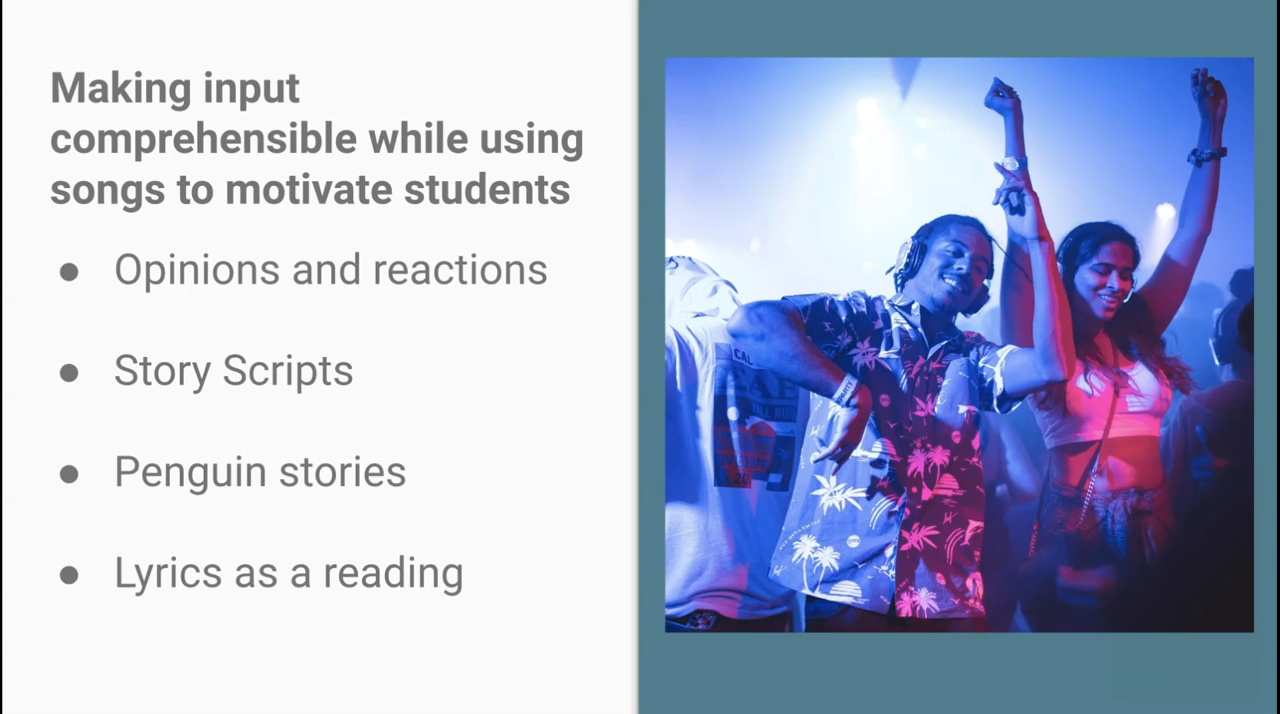 Making input
comprehensible while using
songs to motivate students
● Opinions and reactions
● Story Scripts
● Penguin stories
● Lyrics as a reading
CAL